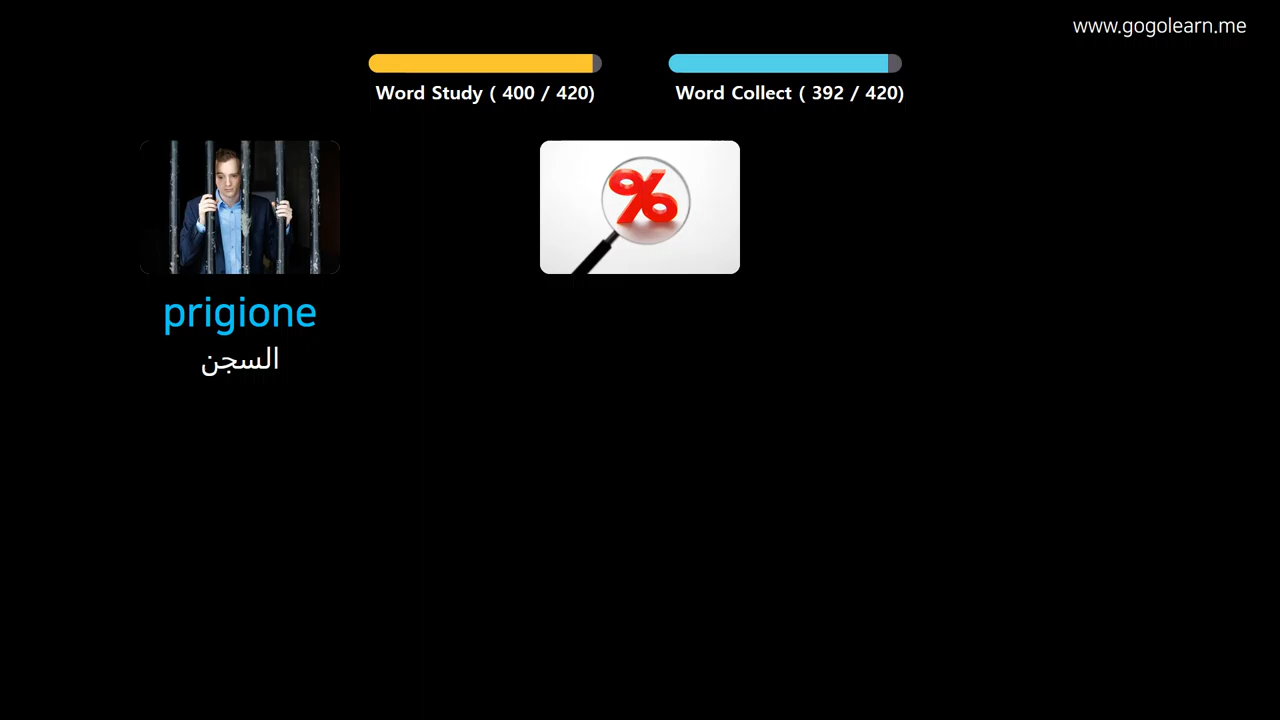 www.gogolearn.me
Word Study ( 400 / 420)
Word Collect ( 392 / 420)
%
prigione
السجن